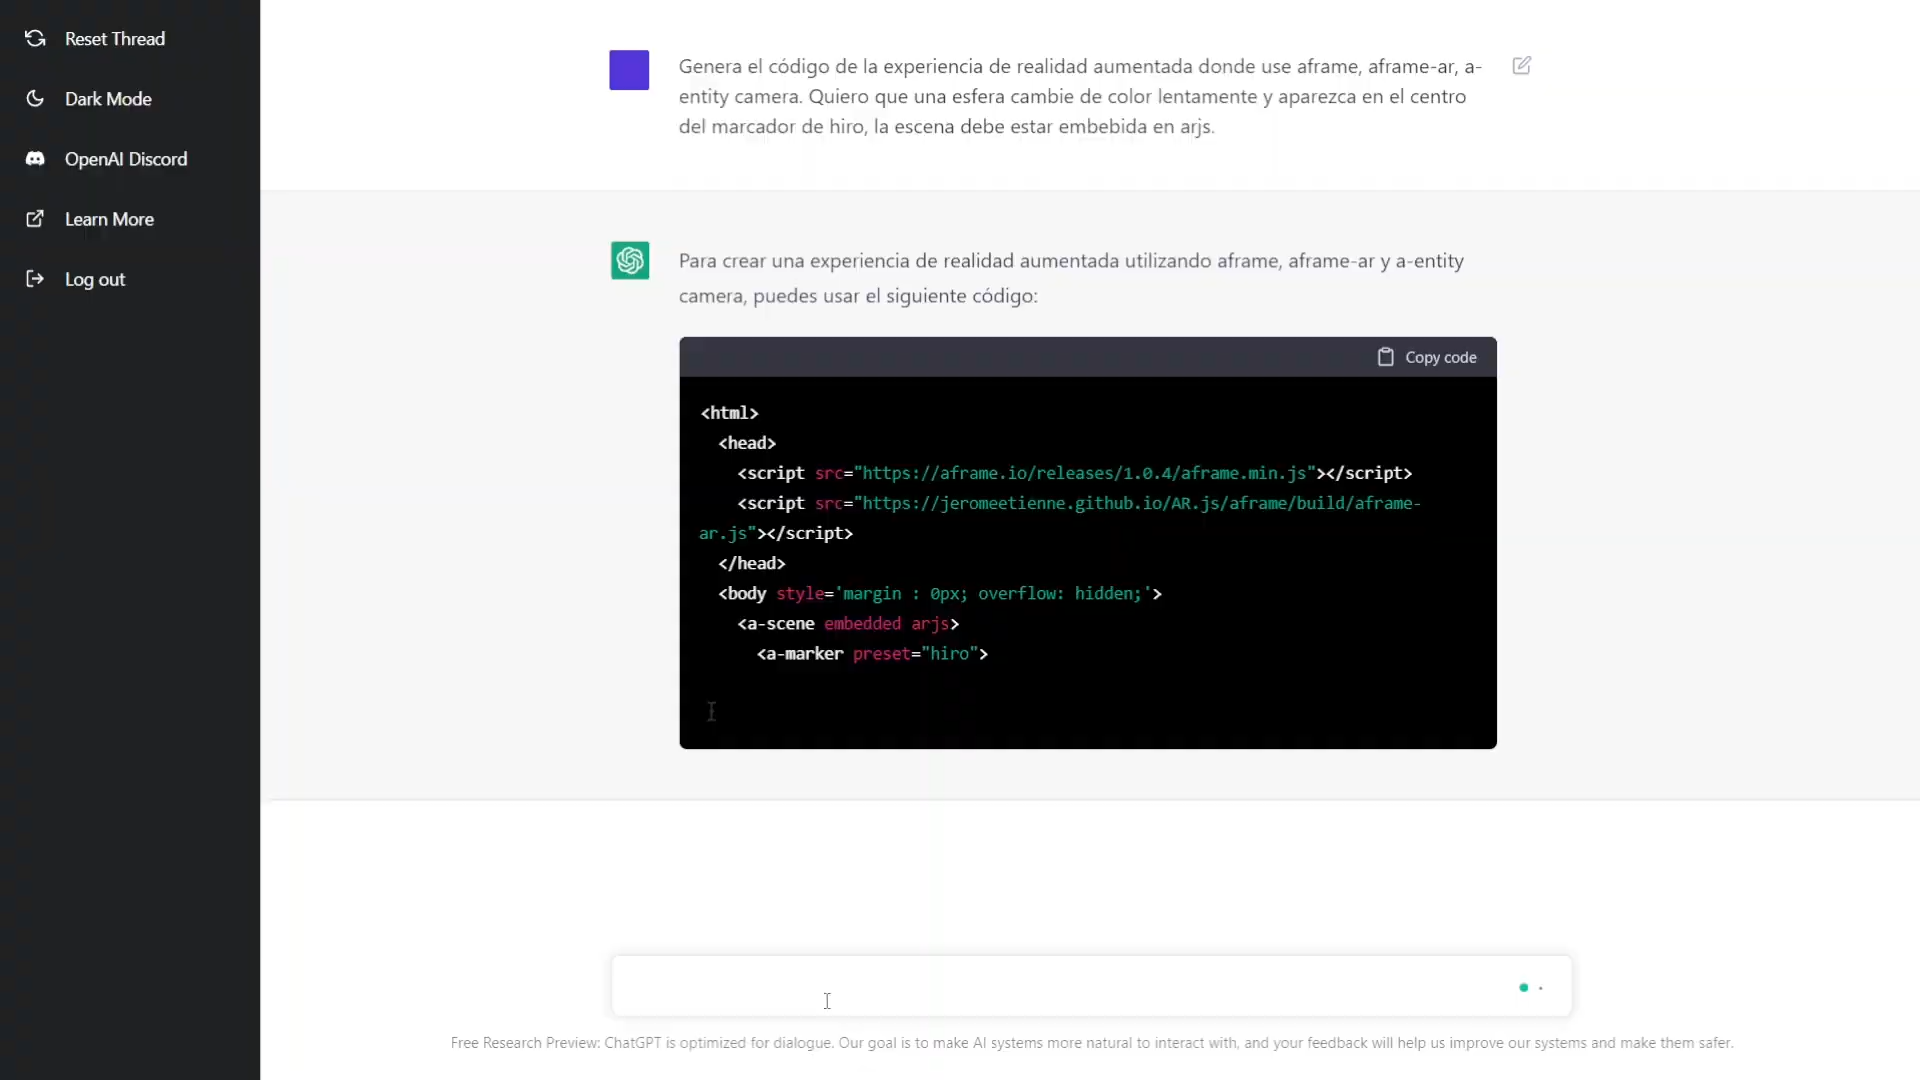 Reset Thread
Dark Mode
OpenAI Discord
Learn More
Log out
Genera el código de la experiencia de realidad aumentada donde use aframe, aframe-ar, a-
entity camera. Quiero que una esfera cambie de color lentamente y aparezca en el centro
del marcador de hiro, la escena debe estar embebida en arjs.
Para crear una experiencia de realidad aumentada utilizando aframe, aframe-ar y a-entity
camera, puedes usar el siguiente código:
Copy code
<html>
<head>
<script src="https://aframe.io/releases/1.0.4/aframe.min.js"></script>
<script src="https://jeromeetienne.github.io/AR.js/aframe/build/aframe-
ar.js"></script>
</head>
<body style='margin : 0px; overflow: hidden;'>
<a-scene embedded arjs>
<a-marker preset="hiro">
Free Research Preview: ChatGPT is optimized for dialogue. Our goal is to make AI systems more natural to interact with, and your feedback will help us improve our systems and make them safer.